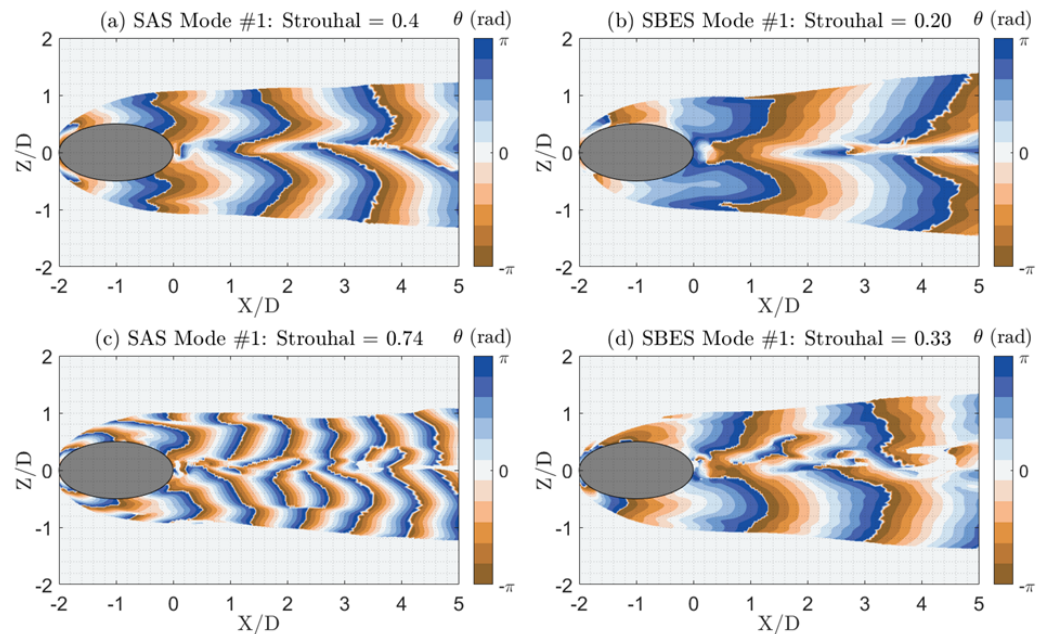 (a) SAS Mode #1: Strouhal = 0.4 θ (rad)
2
1
0
-1
-2
Z/D
-2 -1 0 1 2 3 4 5
X/D
π
0
-π
(b) SBES Mode #1: Strouhal = 0.20 θ (rad)
2
1
0
-1
-2
Z/D
-2 -1 0 1 2 3 4 5
X/D
π
0
-π
(c) SAS Mode #1: Strouhal = 0.74 θ (rad)
2
1
0
-1
-2
Z/D
-2 -1 0 1 2 3 4 5
X/D
π
0
-π
(d) SBES Mode #1: Strouhal = 0.33 θ (rad)
2
1
0
-1
-2
Z/D
-2 -1 0 1 2 3 4 5
X/D
π
0
-π